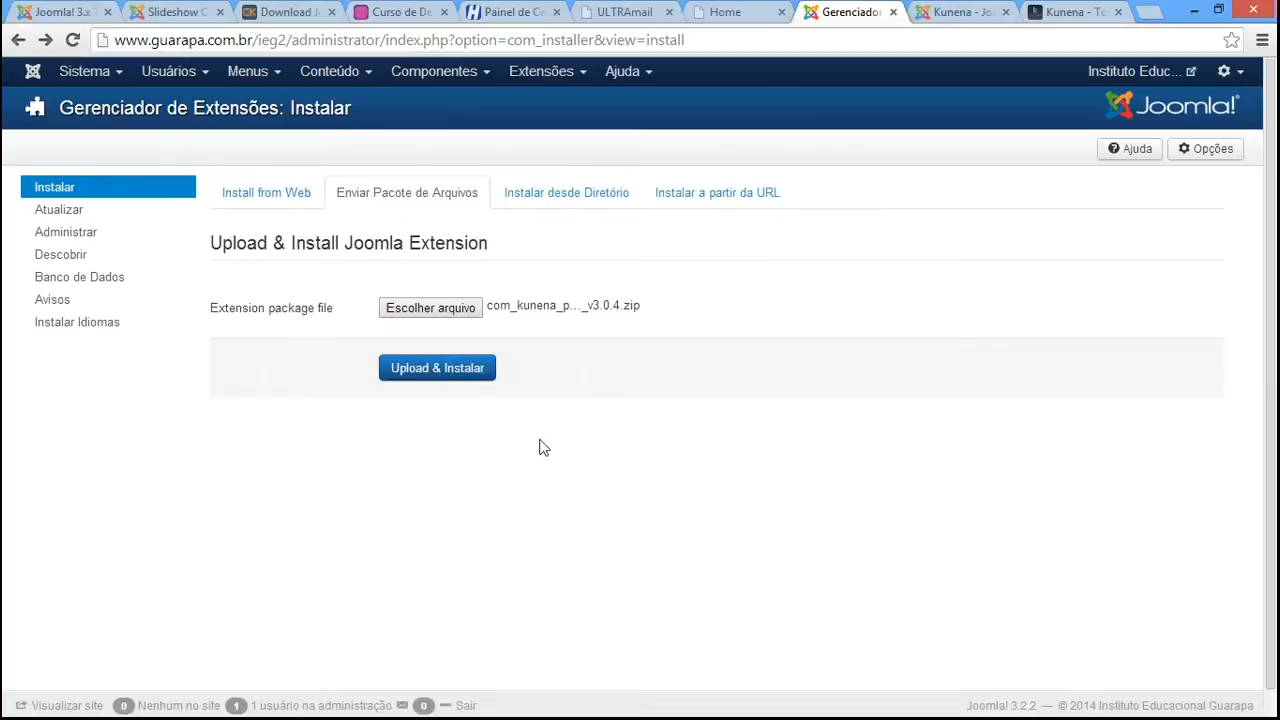 Joomla! 3.x
Slideshow C
Download J
Curso de De
Painel de Ce
ULTRAmail
Home
Gerenciador
Kunena - Jo
Kunena - Te
www.guarapa.com.br/ieg2/administrator/index.php?option=com_installer&view=install
Sistema
Usuários
Menus
Conteúdo
Componentes
Extensões
Ajuda
Instituto Educ...
Gerenciador de Extensões: Instalar
Joomla!
Ajuda
Opções
Instalar
Atualizar
Administrar
Descobrir
Banco de Dados
Avisos
Instalar Idiomas
Install from Web
Enviar Pacote de Arquivos
Instalar desde Diretório
Instalar a partir da URL
Upload & Install Joomla Extension
Extension package file
Escolher arquivo
com_kunena_p..._v3.0.4.zip
Upload & Instalar
Visualizar site
0 Nenhum no site
1 1 usuário na administração
0
Sair
Joomla! 3.2.2 — © 2014 Instituto Educacional Guarapa